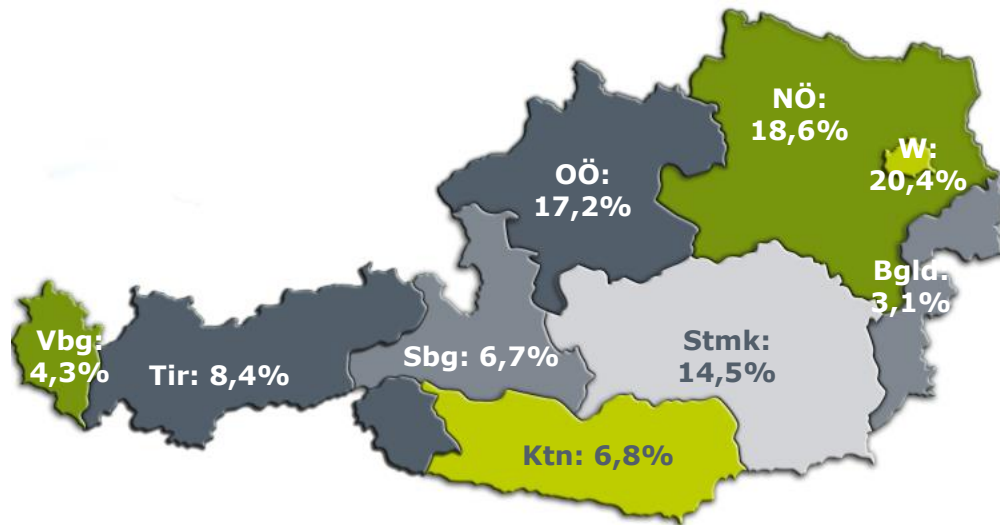 NÖ:
18,6%
W:
20,4%
OÖ:
17,2%
Bgld:
3,1%
Vbg:
4,3%
Tir: 8,4%
Sbg: 6,7%
Stmk:
14,5%
Ktn: 6,8%